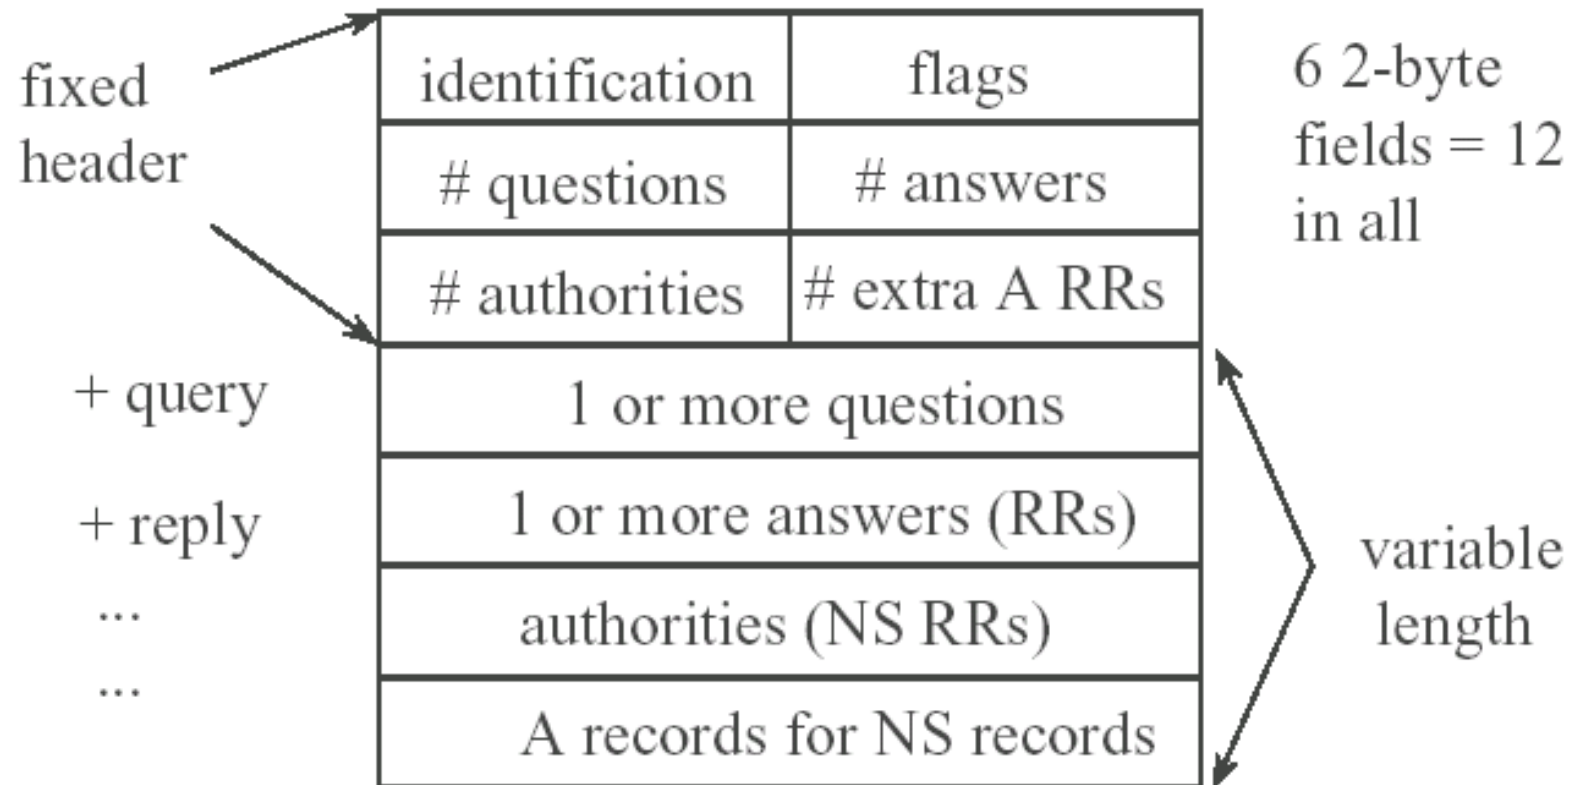 fixed
header
identification
flags
# questions
# answers
# authorities
# extra A RRs
6 2-byte
fields = 12
in all
+ query
1 or more questions
+ reply
1 or more answers (RRs)
...
authorities (NS RRs)
...
A records for NS records
variable
length